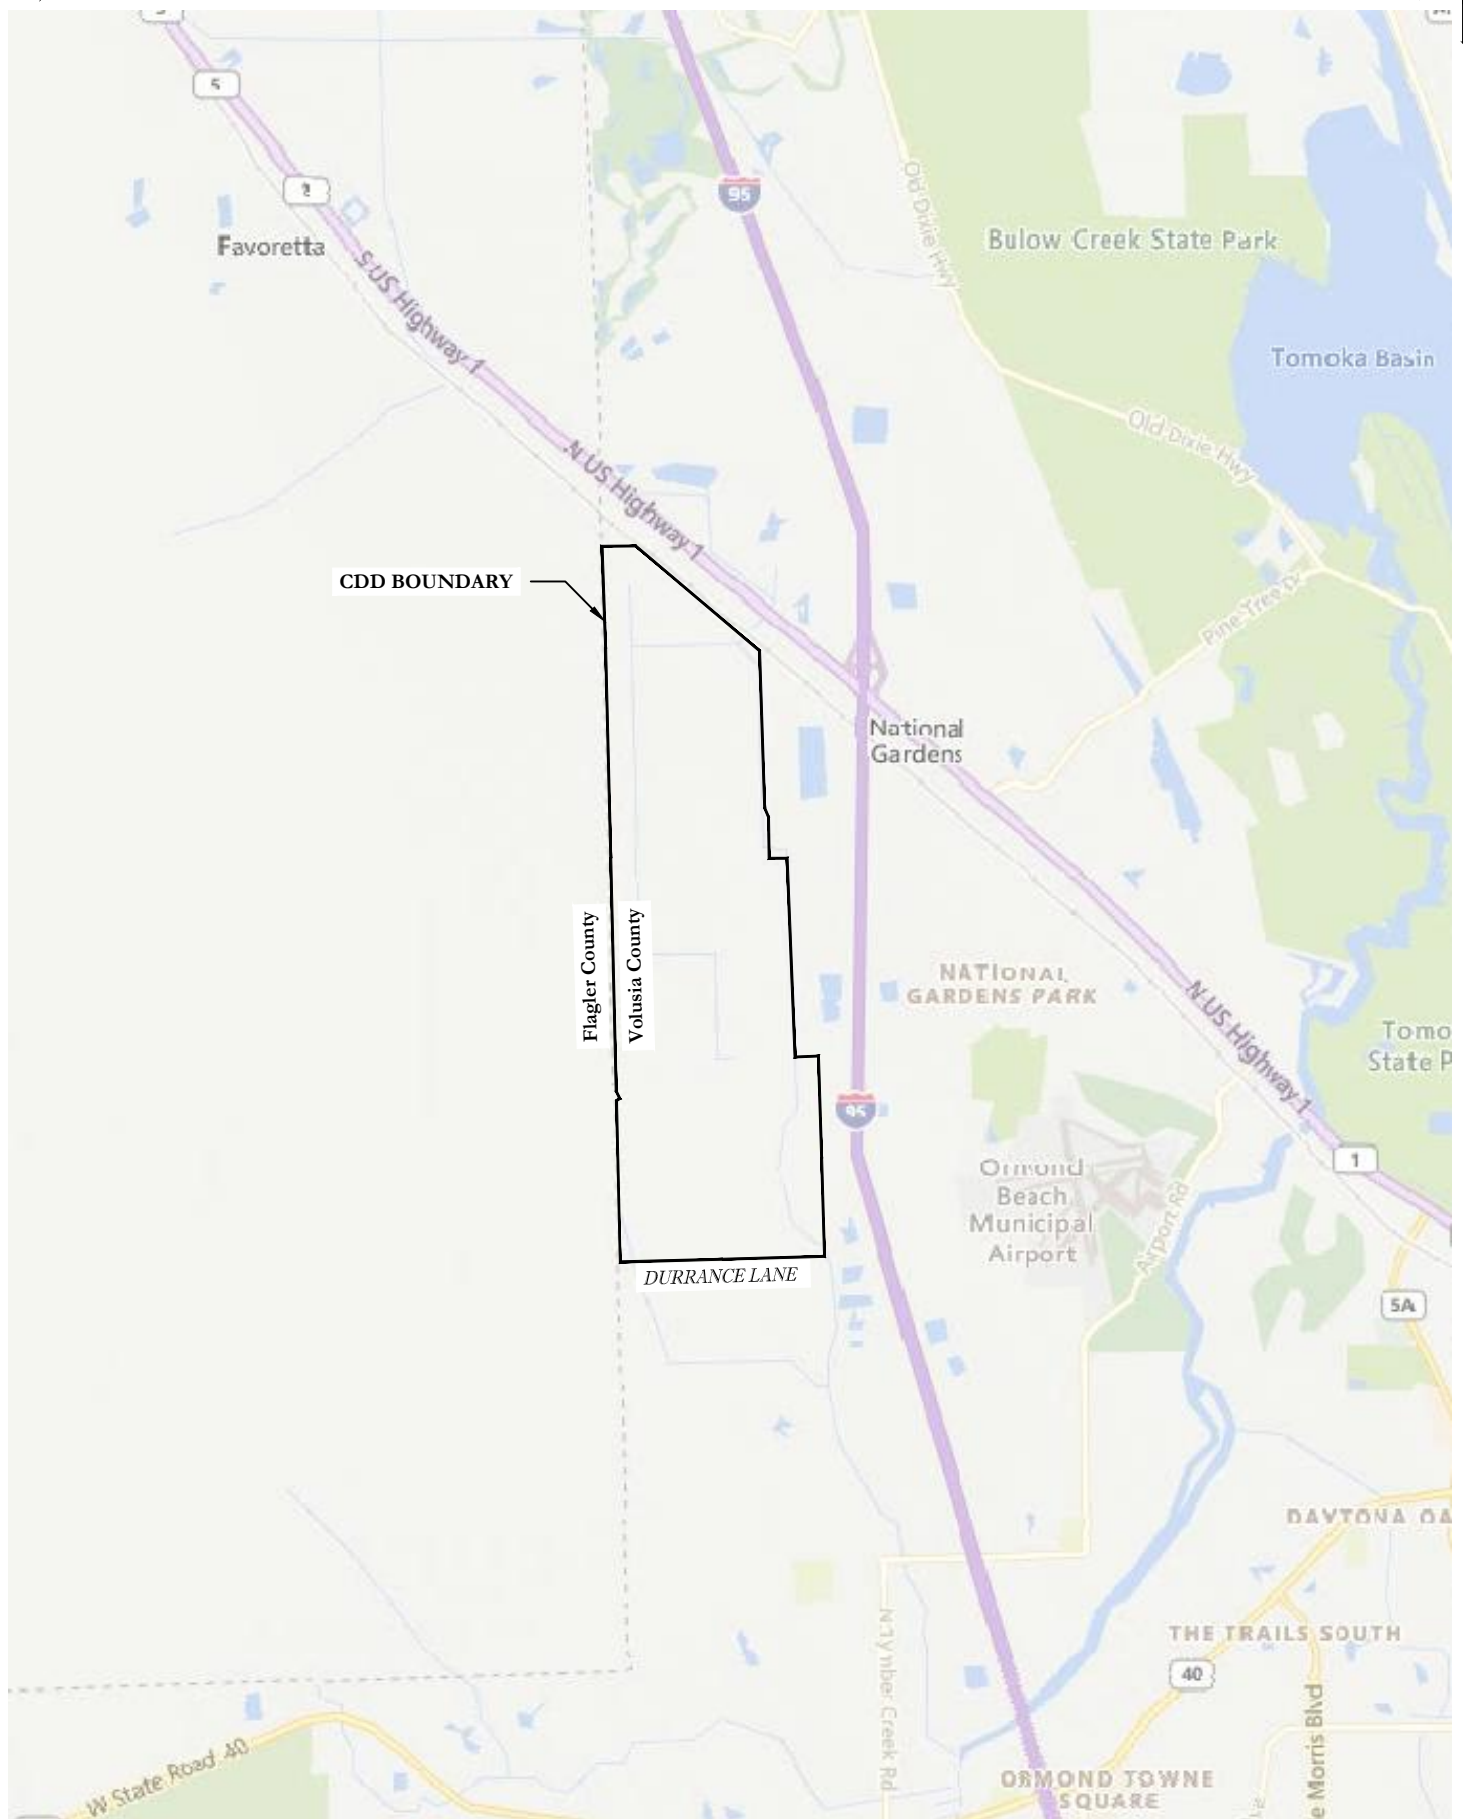 5
95
Old Dixie Hwy
Bulow Creek State Park
Favoretta
S US Highway 1
Tomoka Basin
Old Dixie Hwy
N US Highway 1
CDD BOUNDARY
Pine Tree Dr
National
Gardens
Flagler County
Volusia County
NATIONAL
GARDENS PARK
N US Highway 1
Tomo
State P
95
1
Ormond
Beach
Municipal
Airport
Airport Rd
DURRANCE LANE
5A
DAYTONA OA
THE TRAILS SOUTH
40
N Tymber Creek Rd
e Morris Blvd
W State Road 40
ORMOND TOWNE
SQUARE